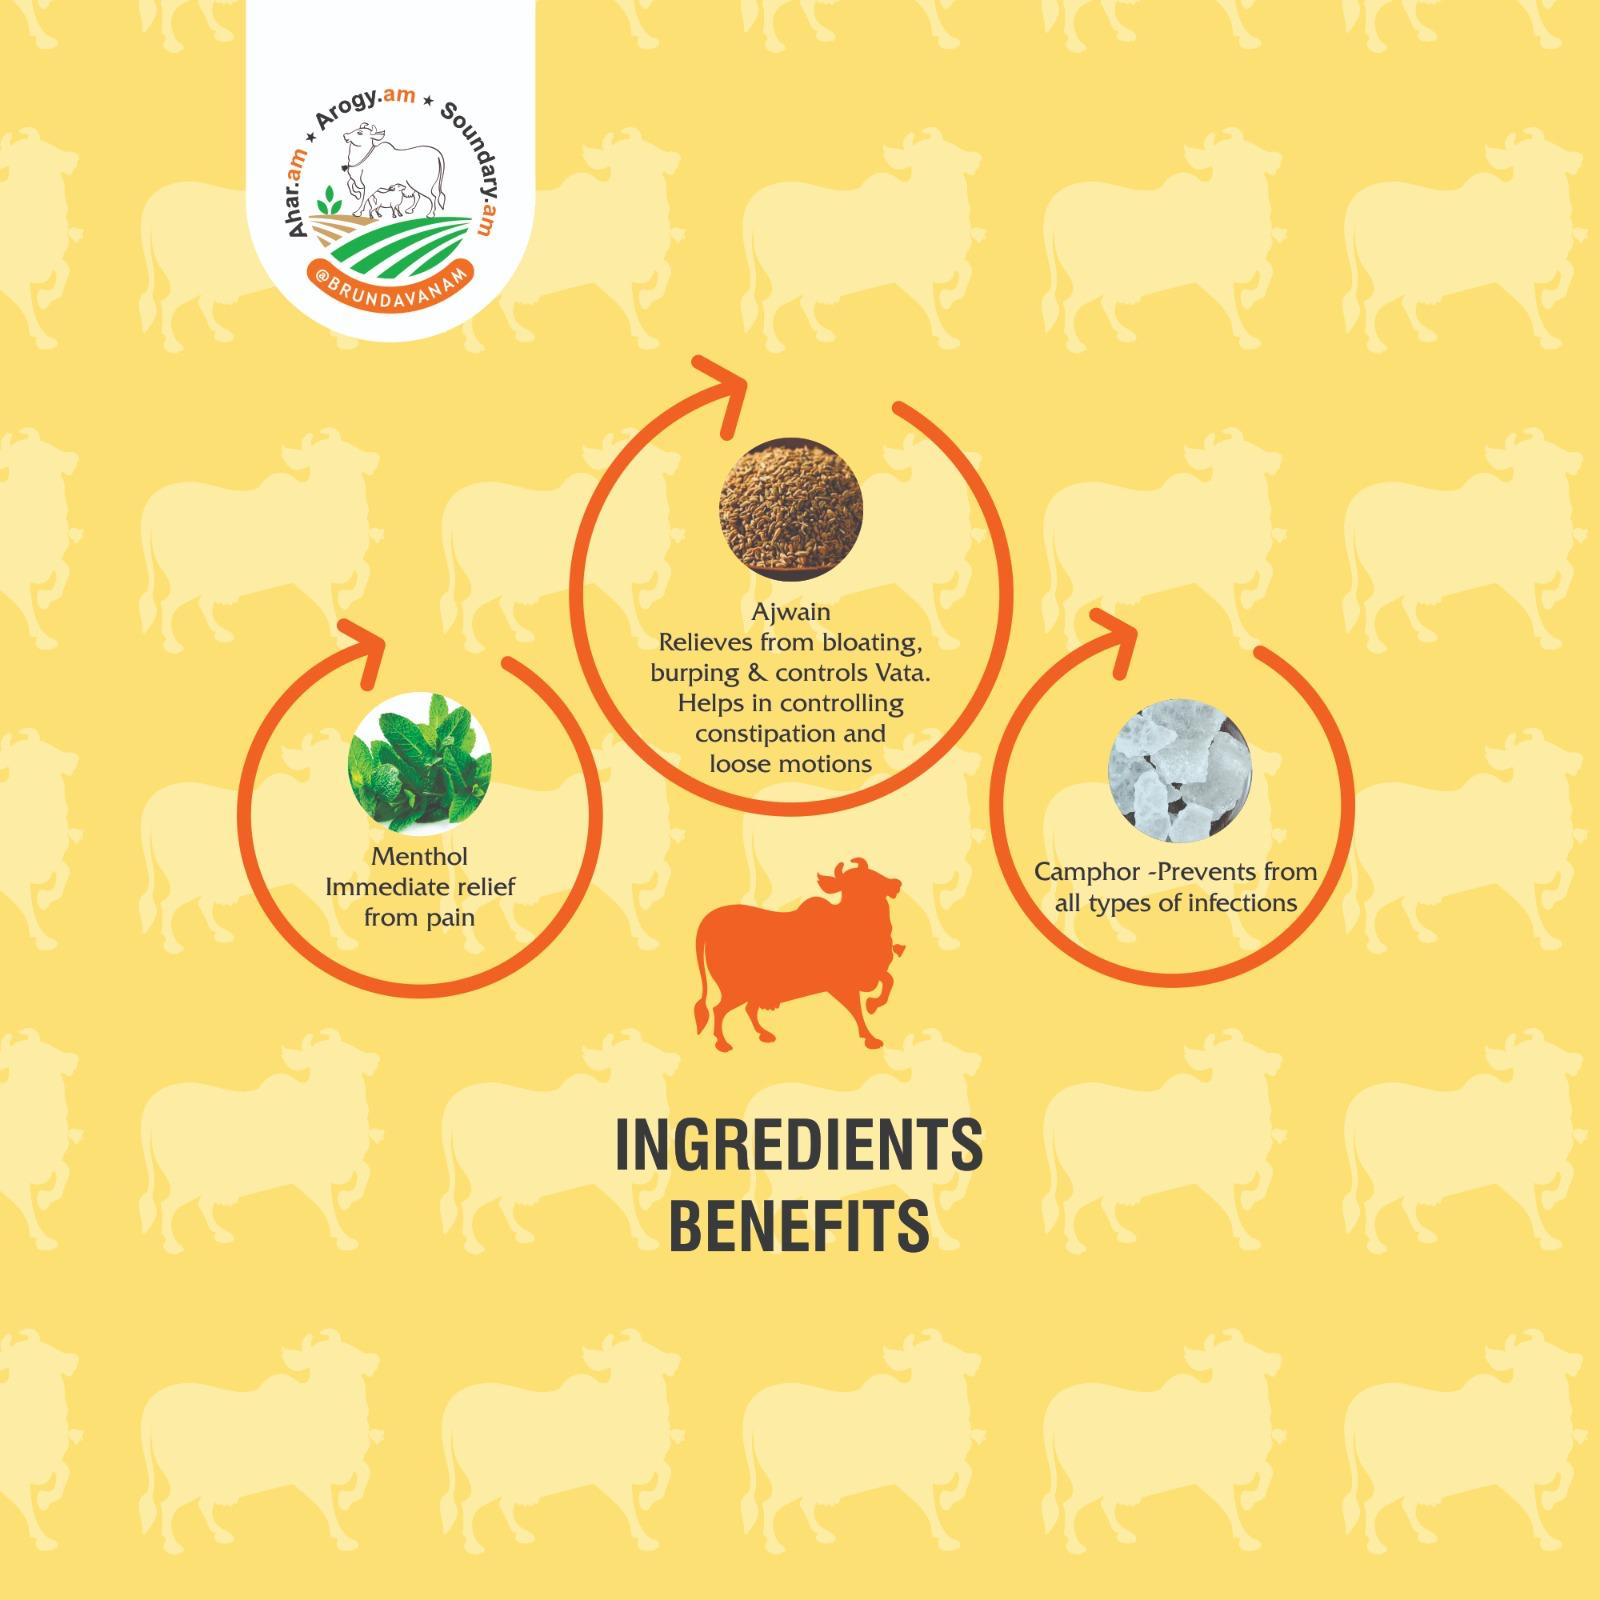 Ahar.am ★ Arogy.am ★ Soundary.am
@BRUNDAVANAM
Ajwain
Relieves from bloating,
burping & controls Vata.
Helps in controlling
constipation and
loose motions
Menthol
Immediate relief
from pain
Camphor -Prevents from
all types of infections
INGREDIENTS
BENEFITS